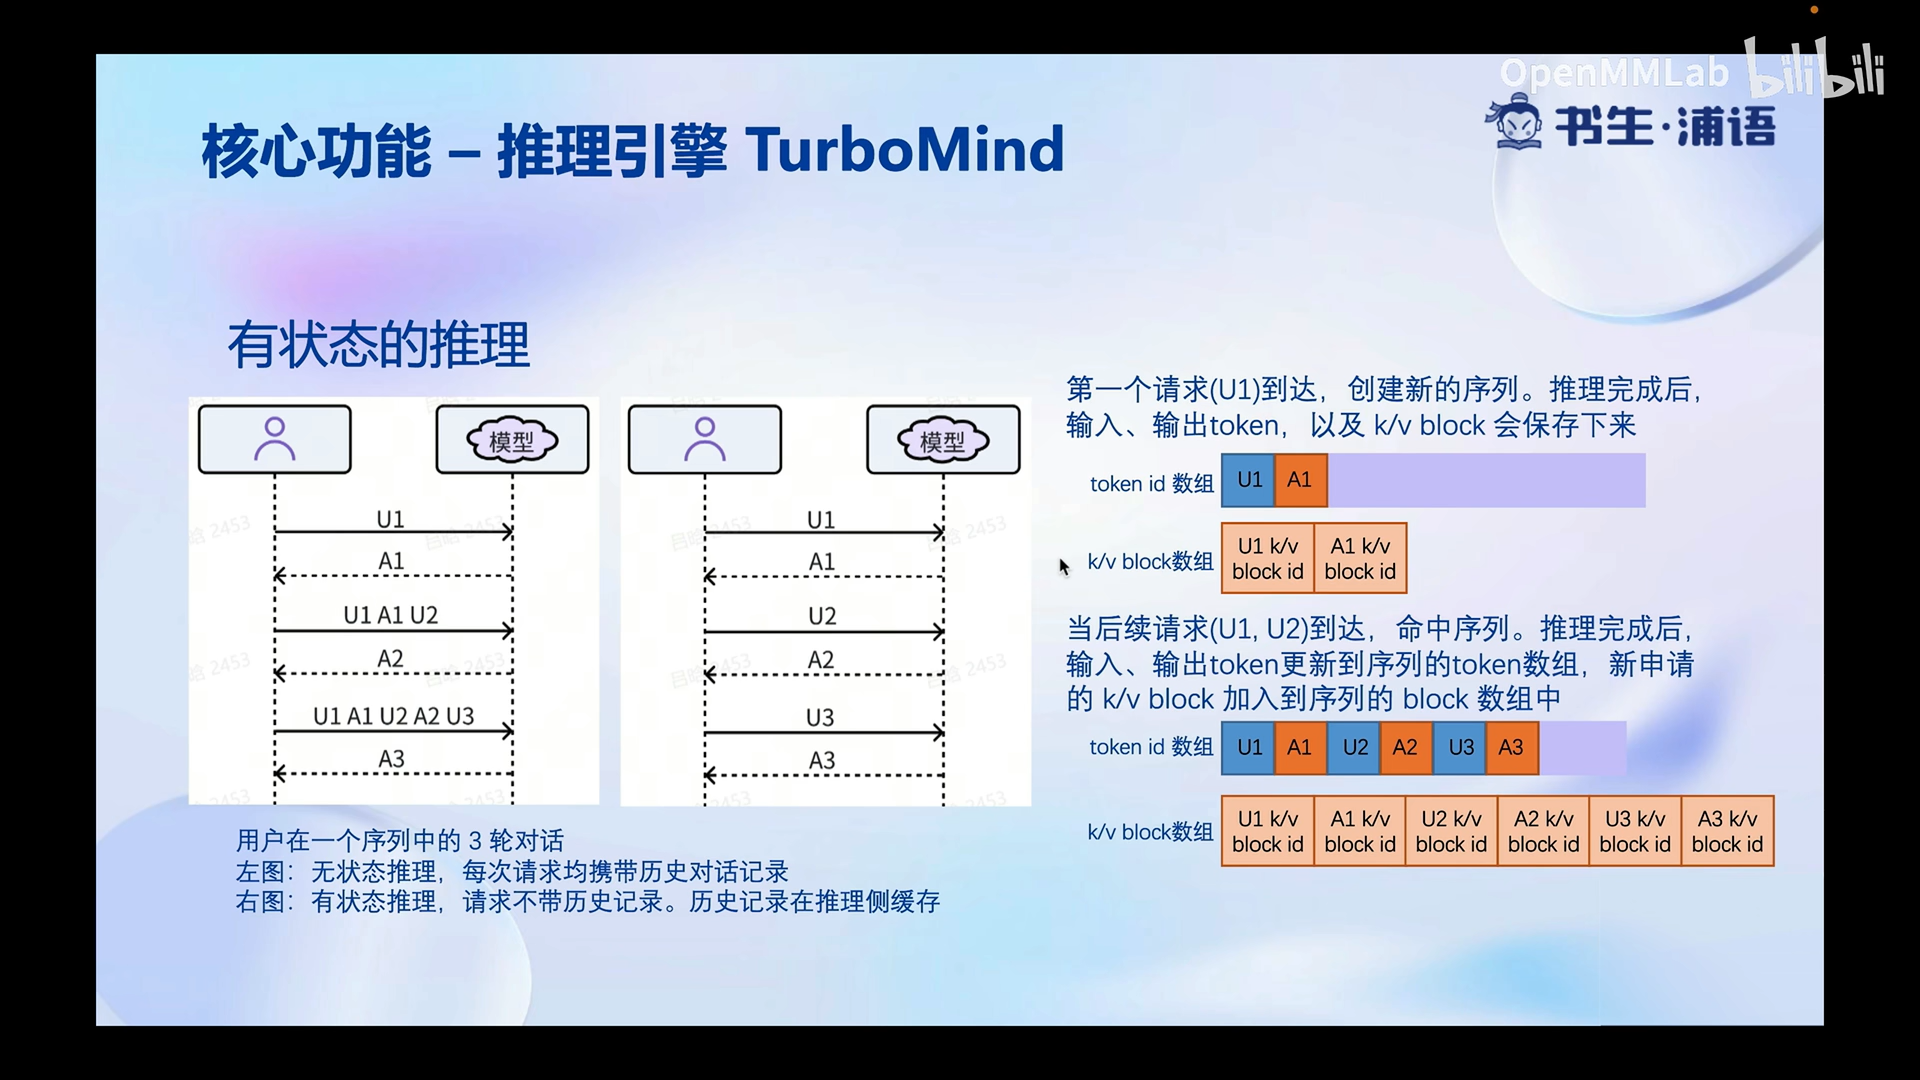 OpenMMLab bilibili
书生·浦语
核心功能 – 推理引擎 TurboMind
有状态的推理
模型
U1
A1
U1 A1 U2
A2
U1 A1 U2 A2 U3
A3
模型
U1
A1
U2
A2
U3
A3
用户在一个序列中的 3 轮对话
左图：无状态推理，每次请求均携带历史对话记录
右图：有状态推理，请求不带历史记录。历史记录在推理侧缓存
第一个请求(U1)到达，创建新的序列。推理完成后，
输入、输出token，以及 k/v block 会保存下来
token id 数组 U1 A1
k/v block数组 U1 k/v block id A1 k/v block id
当后续请求(U1, U2)到达，命中序列。推理完成后，
输入、输出token更新到序列的token数组，新申请
的 k/v block 加入到序列的 block 数组中
token id 数组 U1 A1 U2 A2 U3 A3
k/v block数组 U1 k/v block id A1 k/v block id U2 k/v block id A2 k/v block id U3 k/v block id A3 k/v block id